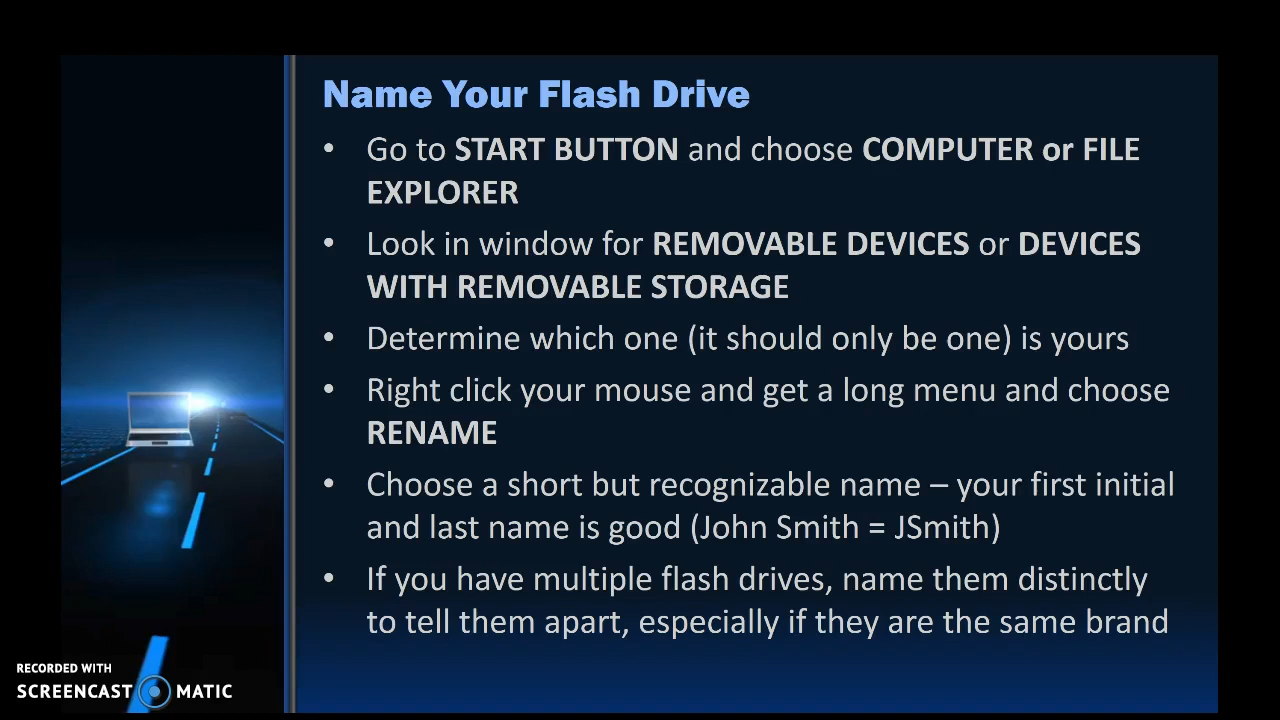 Name Your Flash Drive
• Go to START BUTTON and choose COMPUTER or FILE
EXPLORER
• Look in window for REMOVABLE DEVICES or DEVICES
WITH REMOVABLE STORAGE
• Determine which one (it should only be one) is yours
• Right click your mouse and get a long menu and choose
RENAME
• Choose a short but recognizable name – your first initial
and last name is good (John Smith = JSmith)
• If you have multiple flash drives, name them distinctly
to tell them apart, especially if they are the same brand
RECORDED WITH
SCREENCAST MATIC